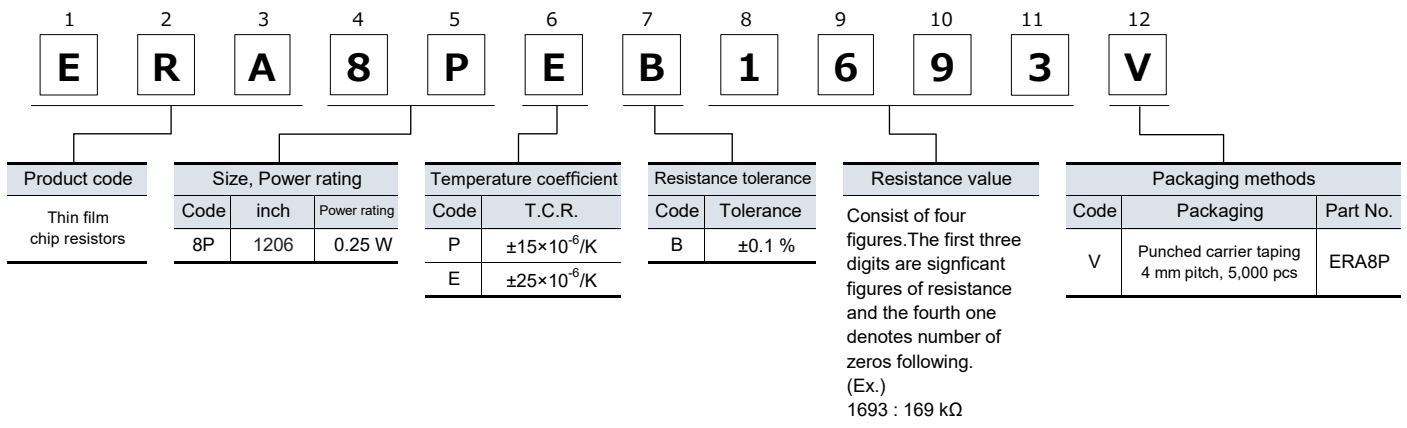 1 2 3 4 5 6 7 8 9 10 11 12
E R A 8 P E B 1 6 9 3 V
Product code
Thin film
chip resistors
Size, Power rating
Code inch Power rating
8P 1206 0.25 W
Temperature coefficient
Code T.C.R.
P ±15×10⁻⁶/K
E ±25×10⁻⁶/K
Resistance tolerance
Code Tolerance
B ±0.1 %
Resistance value
Consist of four
figures.The first three
digits are signficant
figures of resistance
and the fourth one
denotes number of
zeros following.
(Ex.)
1693 : 169 kΩ
Packaging methods
Code Packaging Part No.
V Punched carrier taping
4 mm pitch, 5,000 pcs ERA8P